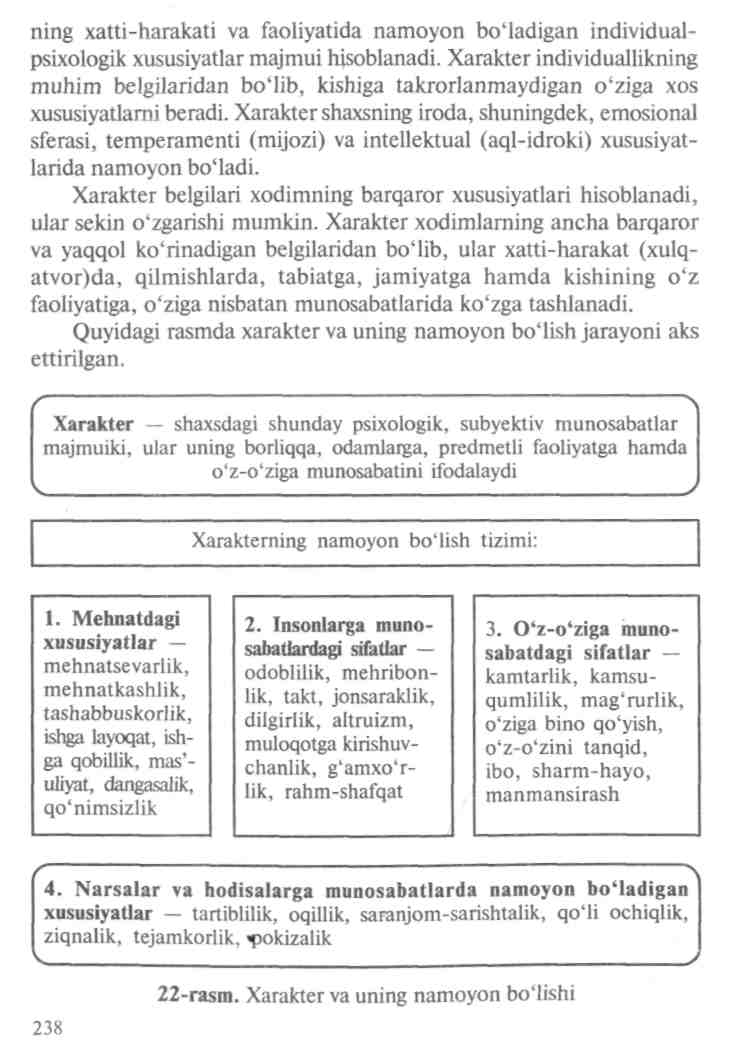 ning xatti-harakati va faoliyatida namoyon bo‘ladigan individual-
psixologik xususiyatlar majmui hisoblanadi. Xarakter individuallikning
muhim belgilaridan bo‘lib, kishiga takrorlanmaydigan o‘ziga xos
xususiyatlarni beradi. Xarakter shaxsning iroda, shuningdek, emosional
sferasi, temperamenti (mijozi) va intellektual (aql-idroki) xususiyat-
larida namoyon bo‘ladi.
Xarakter belgilari xodimning barqaror xususiyatlari hisoblanadi,
ular sekin o‘zgarishi mumkin. Xarakter xodimlarning ancha barqaror
va yaqqol ko‘rinadigan belgilaridan bo‘lib, ular xatti-harakat (xulq-
atvor)da, qilmishlarda, tabiatga, jamiyatga hamda kishining o‘z
faoliyatiga, o‘ziga nisbatan munosabatlarida ko‘zga tashlanadi.
Quyidagi rasmda xarakter va uning namoyon bo‘lish jarayoni aks
ettirilgan.
Xarakter — shaxsdagi shunday psixologik, subyektiv munosabatlar
majmuiki, ular uning borliqqa, odamlarga, predmetli faoliyatga hamda
o‘z-o‘ziga munosabatini ifodalaydi
Xarakterning namoyon bo‘lish tizimi:
1. Mehnatdagi
xususiyatlar —
mehnatsevarlik,
mehnatkashlik,
tashabbuskorlik,
ishga layoqat, ish-
ga qobillik, mas’-
uliyat, dangasalik,
qo‘nimsizlik
2. Insonlarga muno-
sabatlardagi sifatlar —
odoblilik, mehribon-
lik, takt, jonsaraklik,
dilgirlik, altruizm,
muloqotga kirishuv-
chanlik, g‘amxo‘r-
lik, rahm-shafqat
3. O‘z-o‘ziga muno-
sabatdagi sifatlar —
kamtarlik, kamsu-
qumlilik, mag‘rurlik,
o‘ziga bino qo‘yish,
o‘z-o‘zini tanqid,
ibo, sharm-hayo,
manmansirash
4. Narsalar va hodisalarga munosabatlarda namoyon bo‘ladigan
xususiyatlar — tartiblilik, oqillik, saranjom-sarishtalik, qo‘li ochiqlik,
ziqnalik, tejamkorlik, pokizalik
22-rasm. Xarakter va uning namoyon bo‘lishi
238